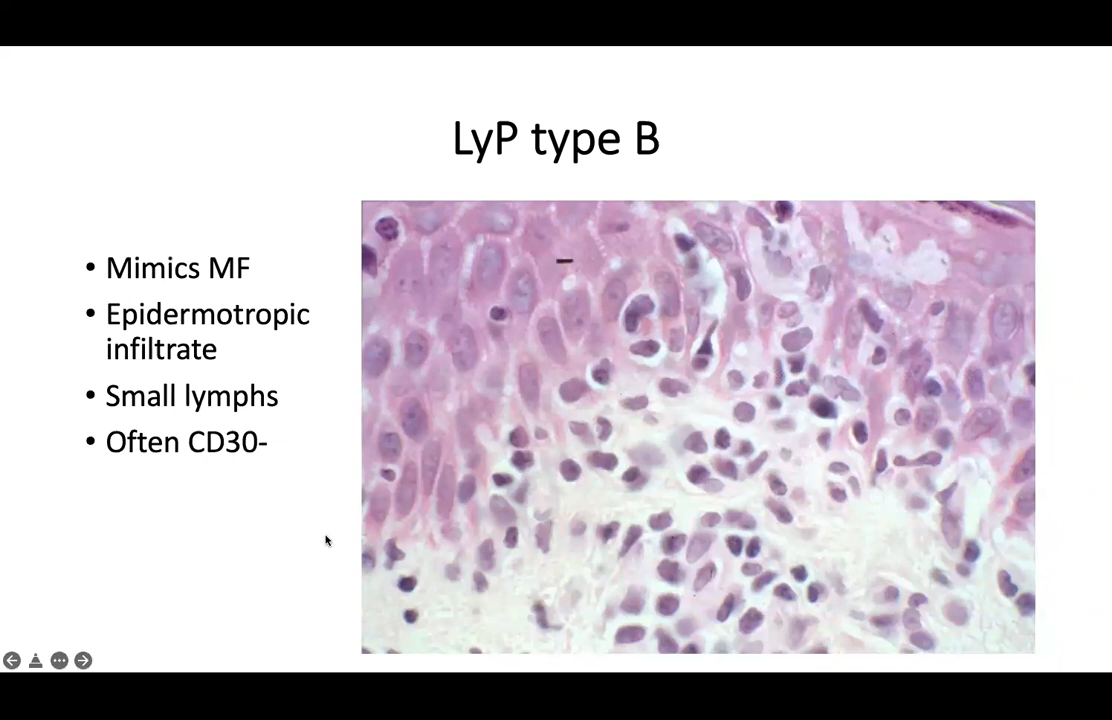 LyP type B
• Mimics MF
• Epidermotropic
infiltrate
• Small lymphs
• Often CD30-